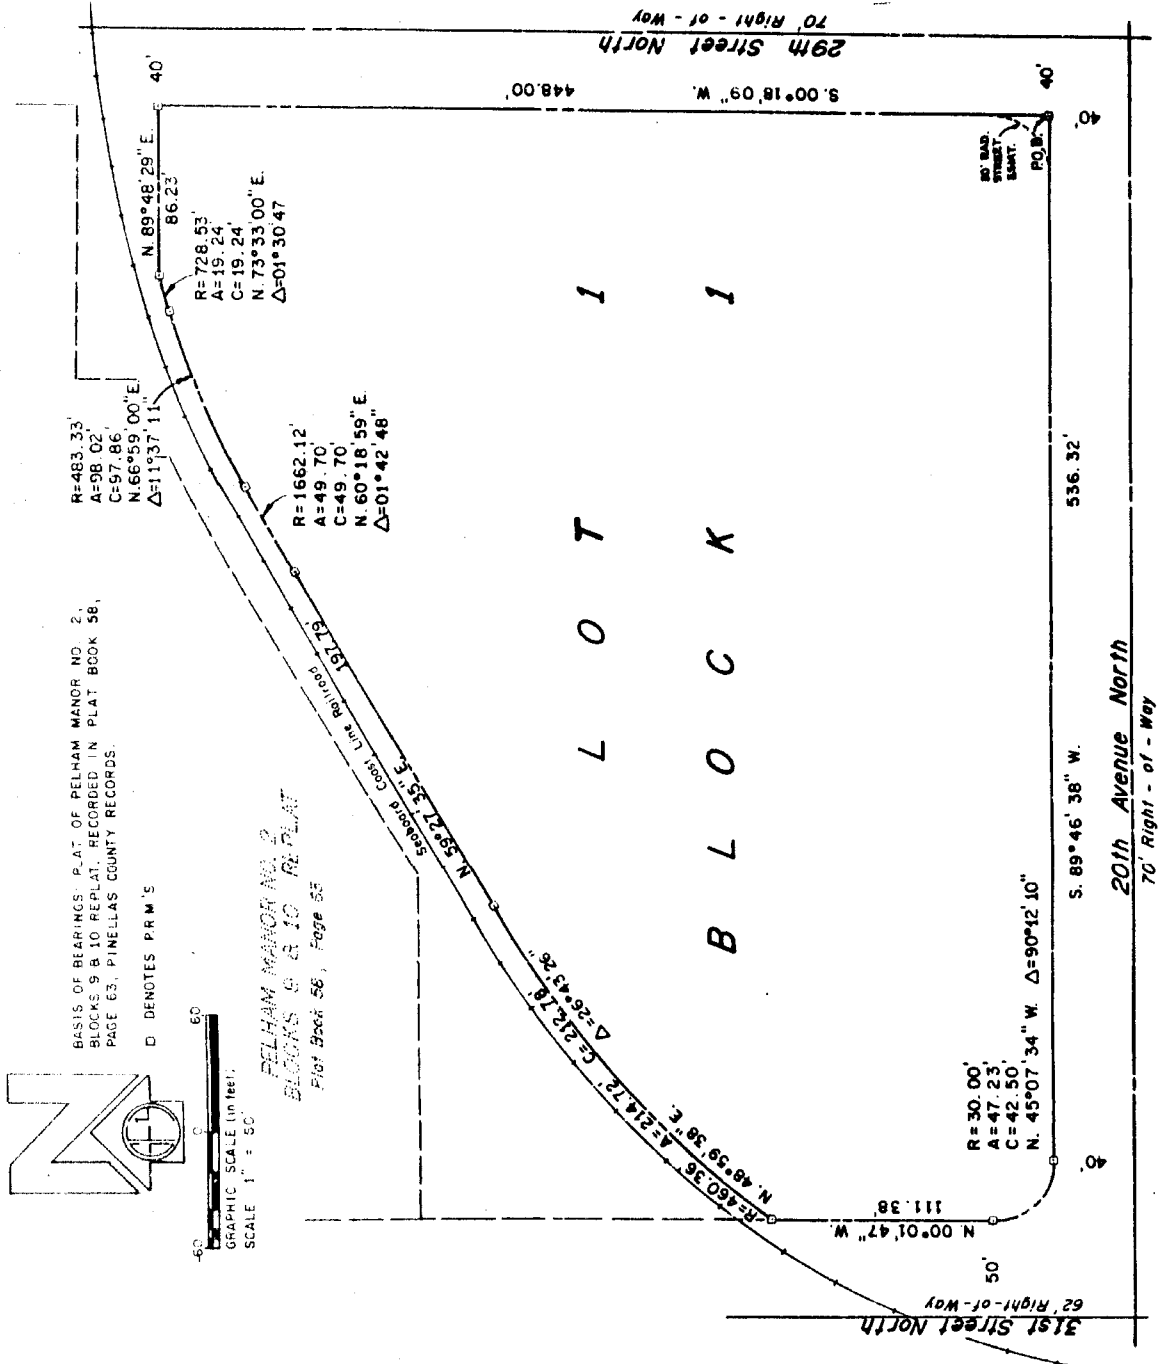 BASIS OF BEARINGS: PLAT OF PELHAM MANOR NO. 2,
BLOCKS 9 & 10 REPLAT, RECORDED IN PLAT BOOK 58,
PAGE 63, PINELLAS COUNTY RECORDS.
DENOTES P.R.M.'S
N
60 0 60
GRAPHIC SCALE (in feet)
SCALE 1" = 50'
PELHAM MANOR NO. 2
BLOCKS 9 & 10 REPLAT
Plat Book 58, Page 63
R=483.33'
A=98.02'
C=97.86'
N.66°59'00"E.
Δ=11°37'11
N. 89°48'29" E.
86.23'
40'
R=728.53'
A=19.24'
C=19.24'
N.73°33'00"E.
Δ=01°30'47
R=1662.12'
A=49.70'
C=49.70'
N.60°18'59"E.
Δ=01°42'48"
197.79'
N. 59°27'35" E.
Seaboard Coast Line Railroad
R=460.36' A=214.72' C=212.78'
N. 48°59'38" E. Δ=26°43'26"
LOT 1
BLOCK 1
29th Street North
70' Right-of-Way
S. 00°18'09" W. 448.00'
40'
40'
80' RAD.
STREET
ESMT.
P.O.B.
536.32'
S. 89°46'38" W.
20th Avenue North
70' Right-of-Way
R=30.00'
A=47.23'
C=42.50'
N. 45°07'34" W. Δ=90°12'10"
40'
N. 00°01'47" W.
111.38'
50'
31st Street North
62' Right-of-Way